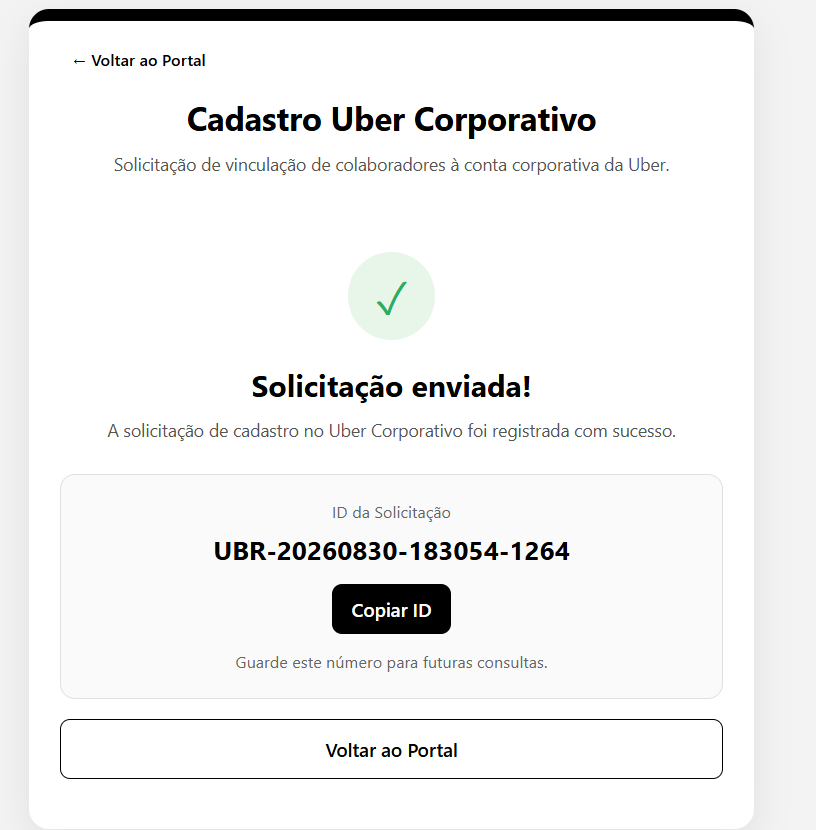 ← Voltar ao Portal
Cadastro Uber Corporativo
Solicitação de vinculação de colaboradores à conta corporativa da Uber.
✓
Solicitação enviada!
A solicitação de cadastro no Uber Corporativo foi registrada com sucesso.
ID da Solicitação
UBR-20260830-183054-1264
Copiar ID
Guarde este número para futuras consultas.
Voltar ao Portal